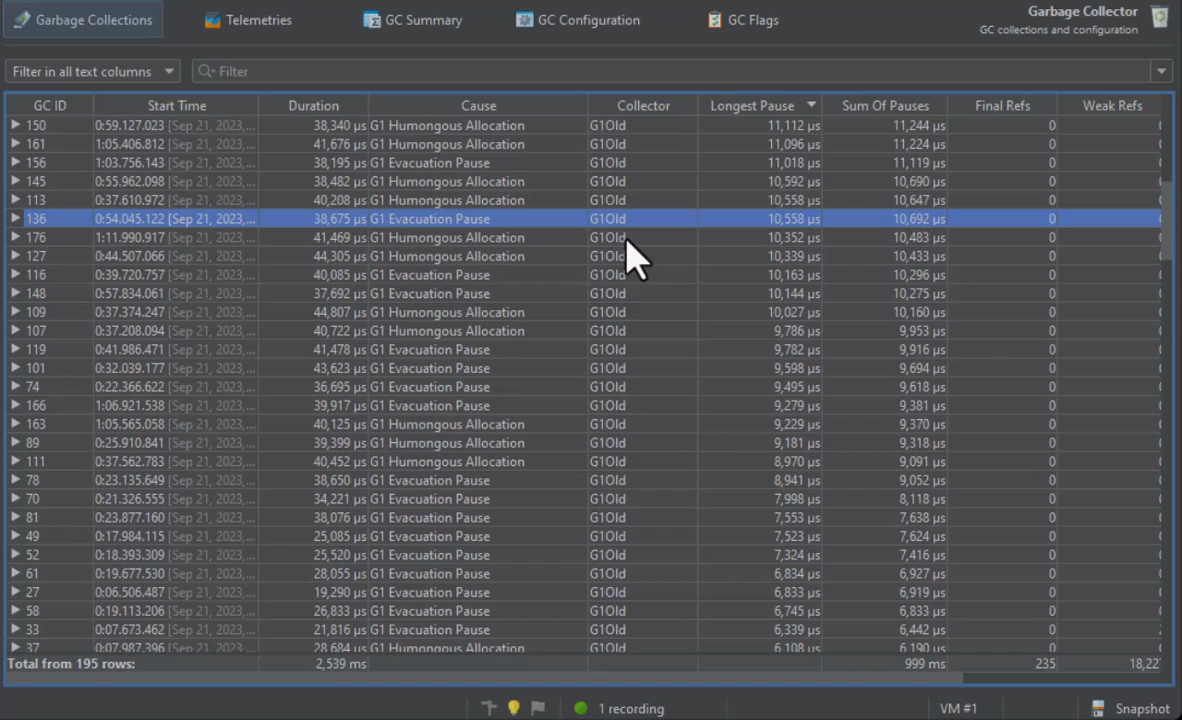 Garbage Collections Telemetries GC Summary GC Configuration GC Flags Garbage Collector
GC collections and configuration
Filter in all text columns Filter
GC ID Start Time Duration Cause Collector Longest Pause Sum Of Pauses Final Refs Weak Refs
150 0:59.127.023 [Sep 21, 2023,... 38,340 µs G1 Humongous Allocation G1Old 11,112 µs 11,244 µs 0
161 1:05.406.812 [Sep 21, 2023,... 41,676 µs G1 Humongous Allocation G1Old 11,096 µs 11,224 µs 0
156 1:03.756.143 [Sep 21, 2023,... 38,195 µs G1 Evacuation Pause G1Old 11,018 µs 11,119 µs 0
145 0:55.962.098 [Sep 21, 2023,... 38,482 µs G1 Humongous Allocation G1Old 10,592 µs 10,690 µs 0
113 0:37.610.972 [Sep 21, 2023,... 40,208 µs G1 Humongous Allocation G1Old 10,558 µs 10,647 µs 0
136 0:54.045.122 [Sep 21, 2023,... 38,675 µs G1 Evacuation Pause G1Old 10,558 µs 10,692 µs 0
176 1:11.990.917 [Sep 21, 2023,... 41,469 µs G1 Humongous Allocation G1Old 10,352 µs 10,483 µs 0
127 0:44.507.066 [Sep 21, 2023,... 44,305 µs G1 Humongous Allocation G1Old 10,339 µs 10,433 µs 0
116 0:39.720.757 [Sep 21, 2023,... 40,085 µs G1 Evacuation Pause G1Old 10,163 µs 10,296 µs 0
148 0:57.834.061 [Sep 21, 2023,... 37,692 µs G1 Evacuation Pause G1Old 10,144 µs 10,275 µs 0
109 0:37.374.247 [Sep 21, 2023,... 44,807 µs G1 Humongous Allocation G1Old 10,027 µs 10,160 µs 0
107 0:37.208.094 [Sep 21, 2023,... 40,722 µs G1 Humongous Allocation G1Old 9,786 µs 9,953 µs 0
119 0:41.986.471 [Sep 21, 2023,... 41,478 µs G1 Evacuation Pause G1Old 9,782 µs 9,916 µs 0
101 0:32.039.177 [Sep 21, 2023,... 43,623 µs G1 Evacuation Pause G1Old 9,598 µs 9,694 µs 0
74 0:22.366.622 [Sep 21, 2023,... 36,695 µs G1 Evacuation Pause G1Old 9,495 µs 9,618 µs 0
166 1:06.921.538 [Sep 21, 2023,... 39,917 µs G1 Evacuation Pause G1Old 9,279 µs 9,381 µs 0
163 1:05.565.058 [Sep 21, 2023,... 40,125 µs G1 Humongous Allocation G1Old 9,229 µs 9,370 µs 0
89 0:25.910.841 [Sep 21, 2023,... 39,399 µs G1 Humongous Allocation G1Old 9,181 µs 9,318 µs 0
111 0:37.562.783 [Sep 21, 2023,... 40,452 µs G1 Humongous Allocation G1Old 8,970 µs 9,091 µs 0
78 0:23.135.649 [Sep 21, 2023,... 38,650 µs G1 Evacuation Pause G1Old 8,941 µs 9,052 µs 0
70 0:21.326.555 [Sep 21, 2023,... 34,221 µs G1 Evacuation Pause G1Old 7,998 µs 8,118 µs 0
81 0:23.877.160 [Sep 21, 2023,... 38,076 µs G1 Evacuation Pause G1Old 7,553 µs 7,638 µs 0
49 0:17.984.115 [Sep 21, 2023,... 25,085 µs G1 Evacuation Pause G1Old 7,523 µs 7,624 µs 0
52 0:18.393.309 [Sep 21, 2023,... 25,520 µs G1 Evacuation Pause G1Old 7,324 µs 7,416 µs 0
61 0:19.677.530 [Sep 21, 2023,... 28,055 µs G1 Evacuation Pause G1Old 6,834 µs 6,927 µs 0
27 0:06.506.487 [Sep 21, 2023,... 19,290 µs G1 Evacuation Pause G1Old 6,833 µs 6,919 µs 0
58 0:19.113.206 [Sep 21, 2023,... 26,833 µs G1 Evacuation Pause G1Old 6,745 µs 6,833 µs 0
33 0:07.673.462 [Sep 21, 2023,... 21,816 µs G1 Evacuation Pause G1Old 6,339 µs 6,442 µs 0
37 0:07.987.396 [Sep 21, 2023,... 28,684 µs G1 Humongous Allocation G1Old 6,108 µs 6,190 µs 0
Total from 195 rows: 2,539 ms 999 ms 235 18,22
1 recording VM #1 Snapshot